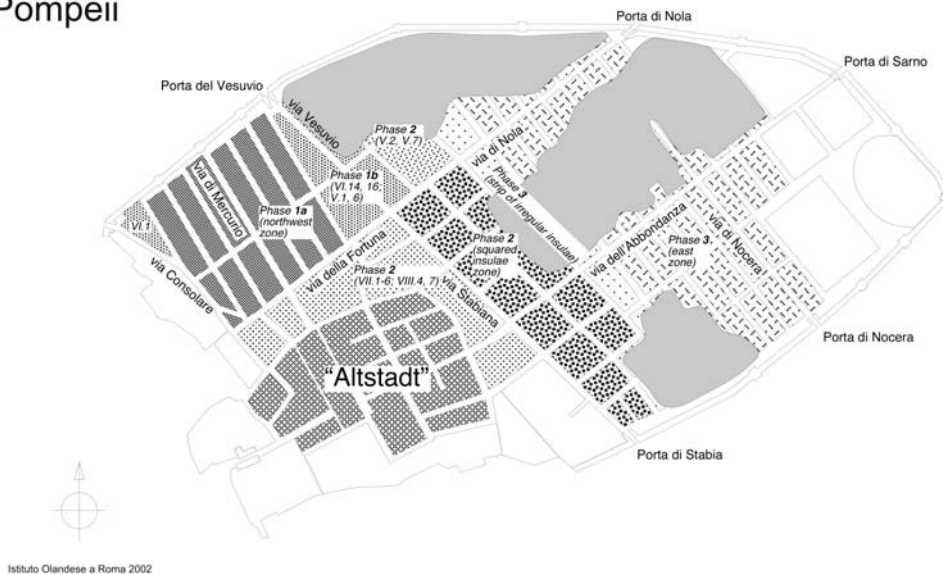 Pompeii
Porta di Nola
Porta di Sarno
Porta del Vesuvio
via Vesuvio
Phase 2
(V.2, V.7)
via di Nola
Phase 1b
(VI.14, 16;
V.1, 6)
Phase 3
(strip of irregular insulae)
via di Mercurio
VI.1
Phase 1a
(northwest
zone)
via dell'Abbondanza
via di Nocera
Phase 3.
(east
zone)
Phase 2
(squared
insulae
zone)
via della Fortuna
via Consolare
Phase 2
(VII.1-6; VIII.4, 7)
via Stabiana
Porta di Nocera
“Altstadt”
Porta di Stabia
Istituto Olandese a Roma 2002